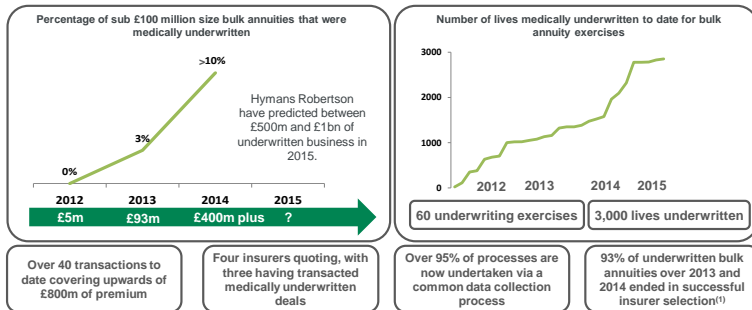 Percentage of sub £100 million size bulk annuities that were
medically underwritten
>10%
3%
0%
Hymans Robertson
have predicted between
£500m and £1bn of
underwritten business in
2015.
2012 2013 2014 2015
£5m £93m £400m plus ?
Number of lives medically underwritten to date for bulk
annuity exercises
3000
2000
1000
0
2012 2013 2014 2015
60 underwriting exercises
3,000 lives underwritten
Over 40 transactions to
date covering upwards of
£800m of premium
Four insurers quoting, with
three having transacted
medically underwritten
deals
Over 95% of processes are
now undertaken via a
common data collection
process
93% of underwritten bulk
annuities over 2013 and
2014 ended in successful
insurer selection(1)